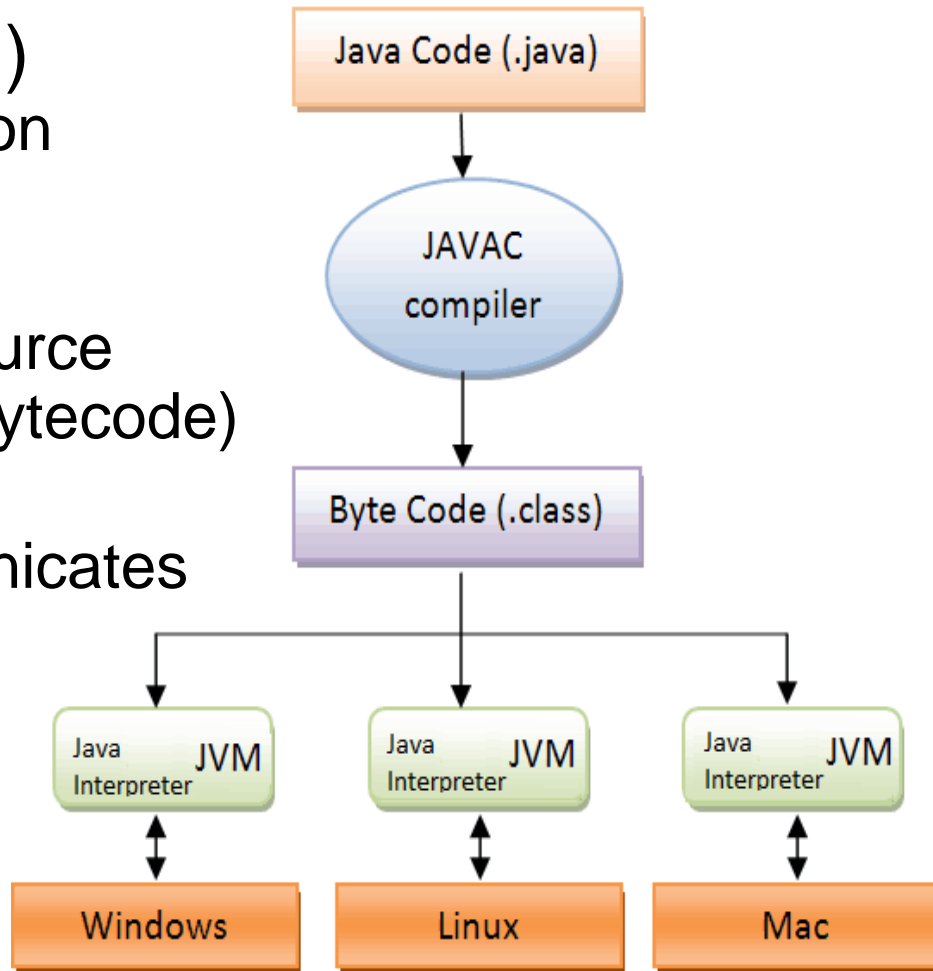 )
on
urce
ytecode)
nicates
Java Code (.java)
JAVAC
compiler
Byte Code (.class)
Java
Interpreter
JVM
Java
Interpreter
JVM
Java
Interpreter
JVM
Windows
Linux
Mac